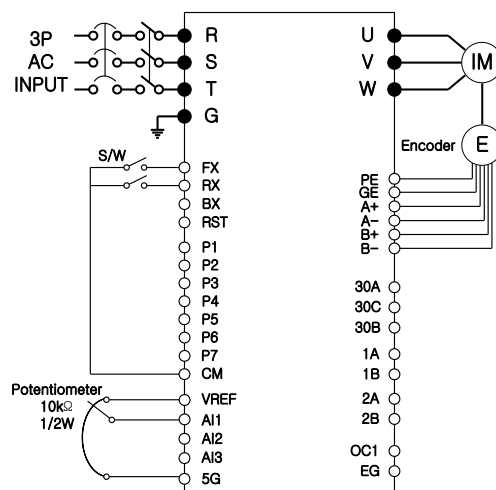 3P
AC
INPUT
R
S
T
G
S/W
FX
RX
BX
RST
P1
P2
P3
P4
P5
P6
P7
CM
Potentiometer
10kΩ
1/2W
VREF
AI1
AI2
AI3
5G
U
V
W
IM
Encoder
E
PE
GE
A+
A-
B+
B-
30A
30C
30B
1A
1B
2A
2B
OC1
EG